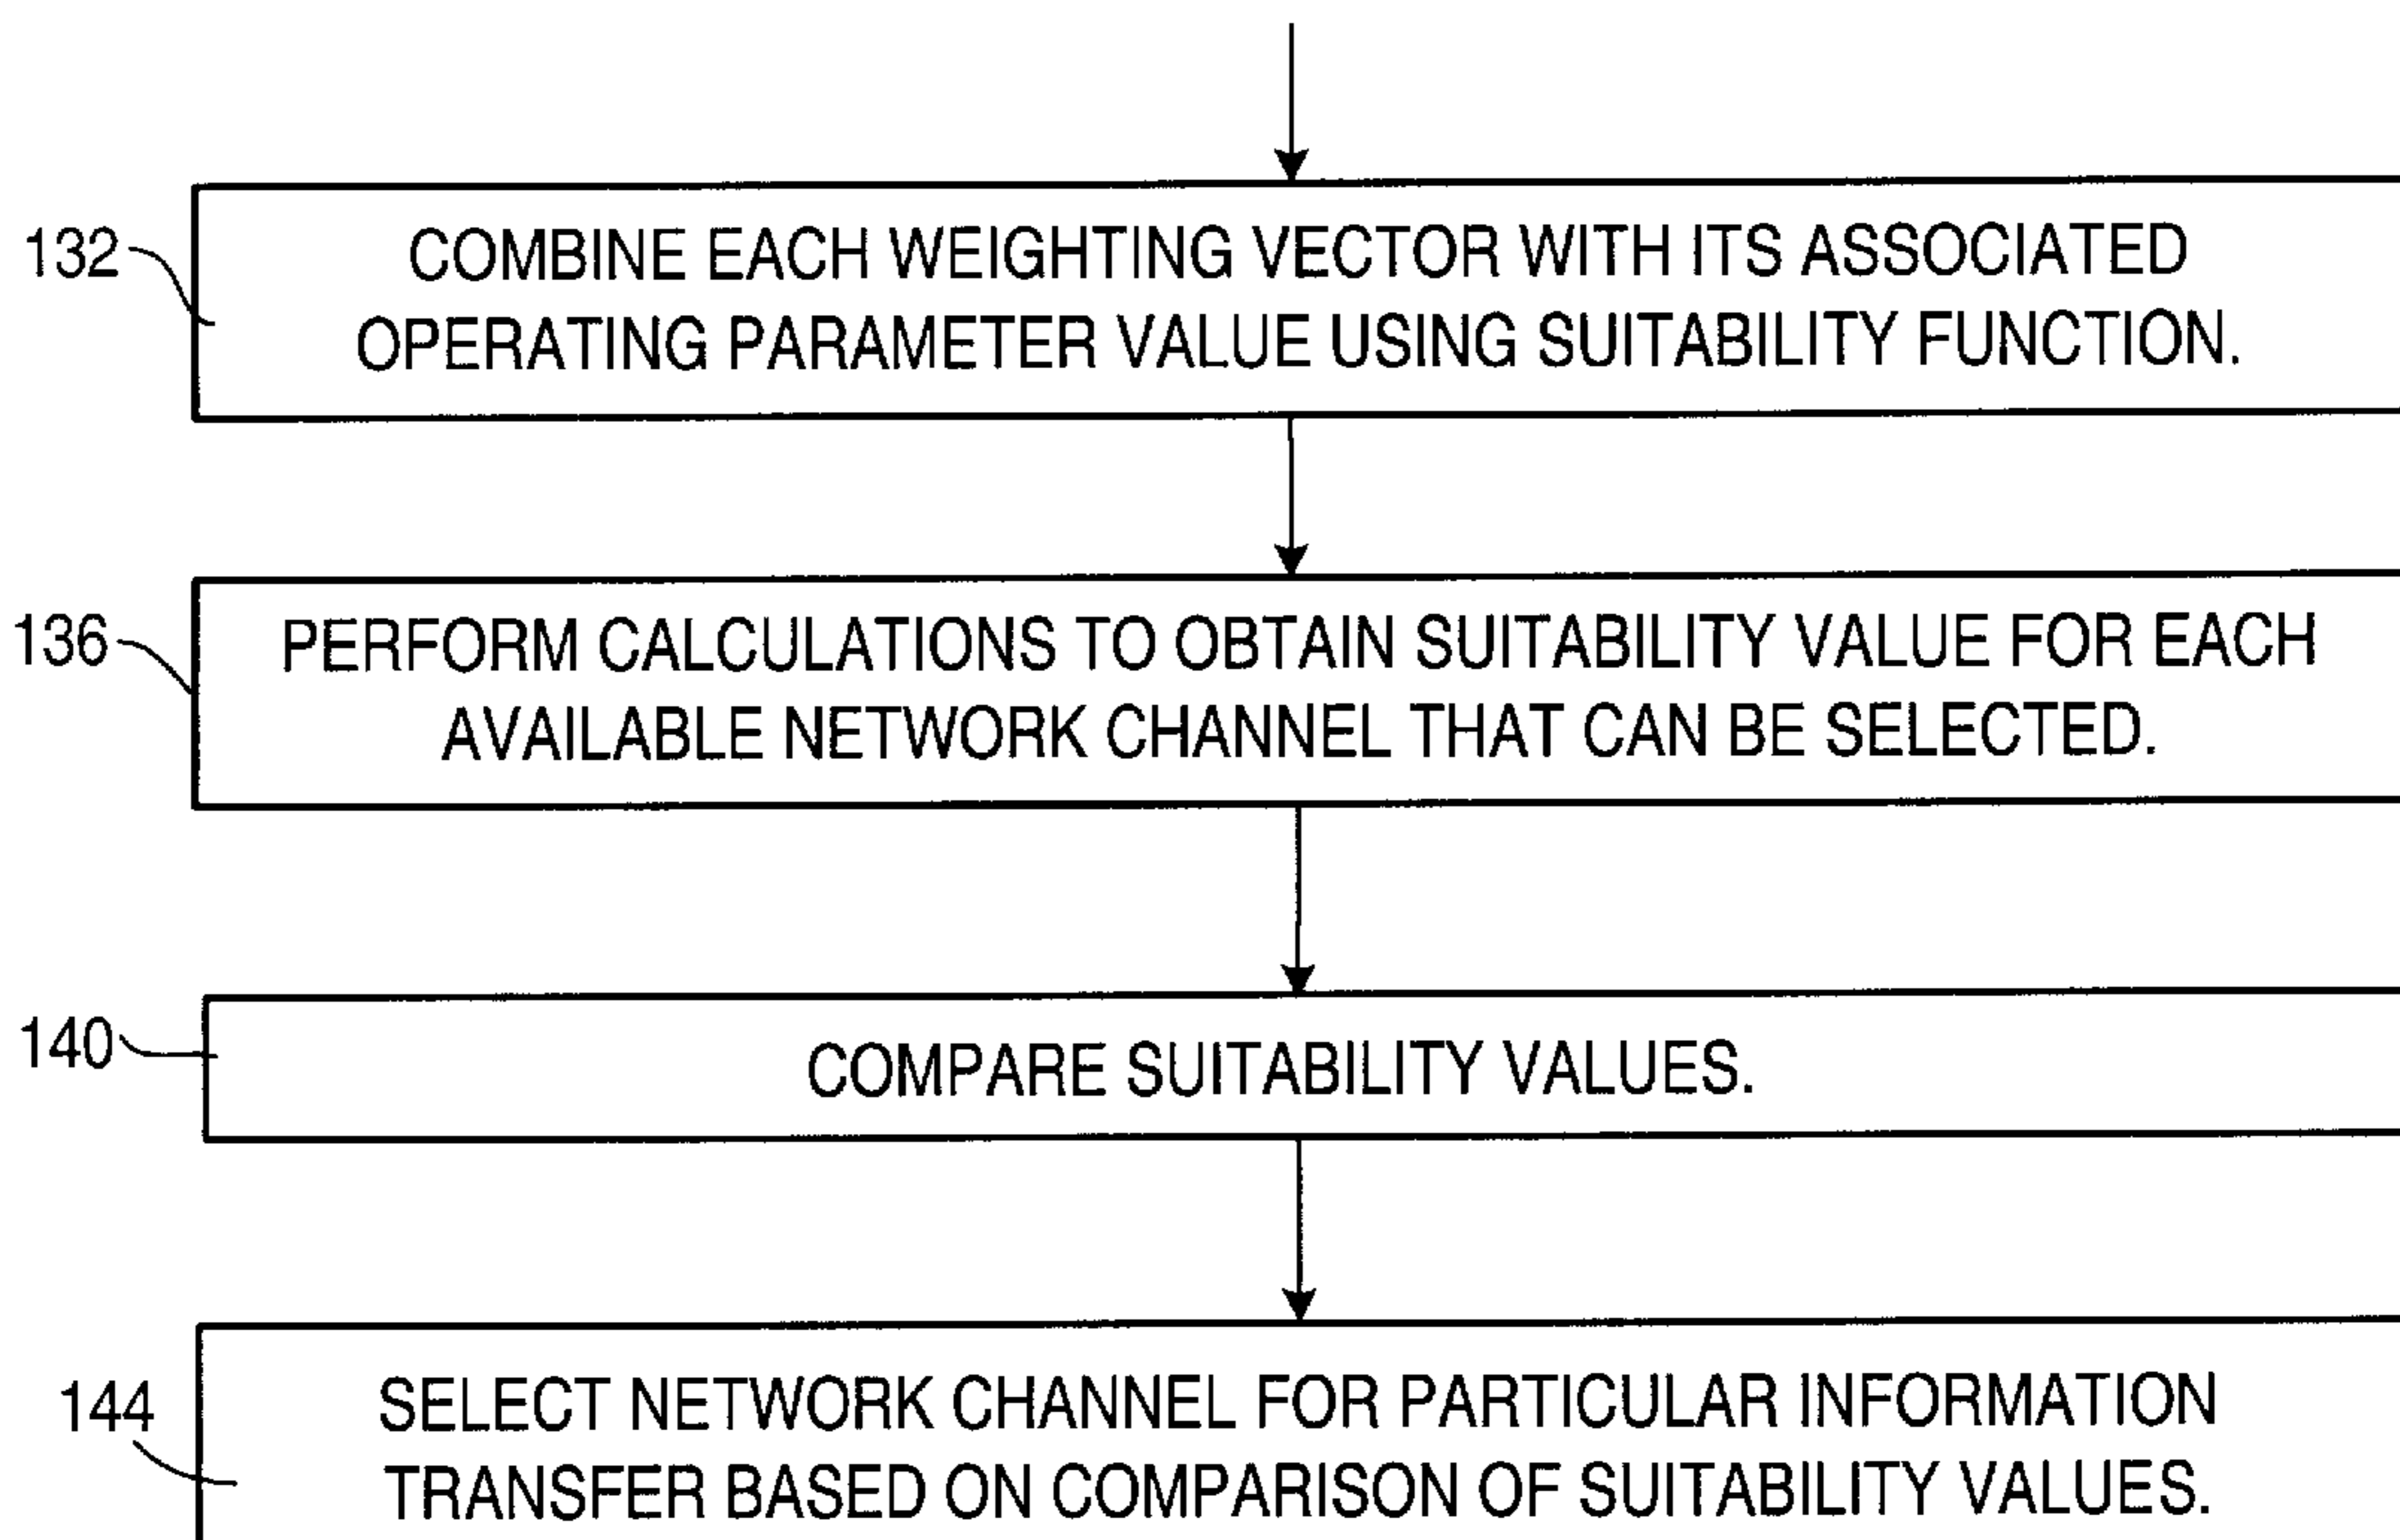 132
COMBINE EACH WEIGHTING VECTOR WITH ITS ASSOCIATED
OPERATING PARAMETER VALUE USING SUITABILITY FUNCTION.
136
PERFORM CALCULATIONS TO OBTAIN SUITABILITY VALUE FOR EACH
AVAILABLE NETWORK CHANNEL THAT CAN BE SELECTED.
140
COMPARE SUITABILITY VALUES.
144
SELECT NETWORK CHANNEL FOR PARTICULAR INFORMATION
TRANSFER BASED ON COMPARISON OF SUITABILITY VALUES.